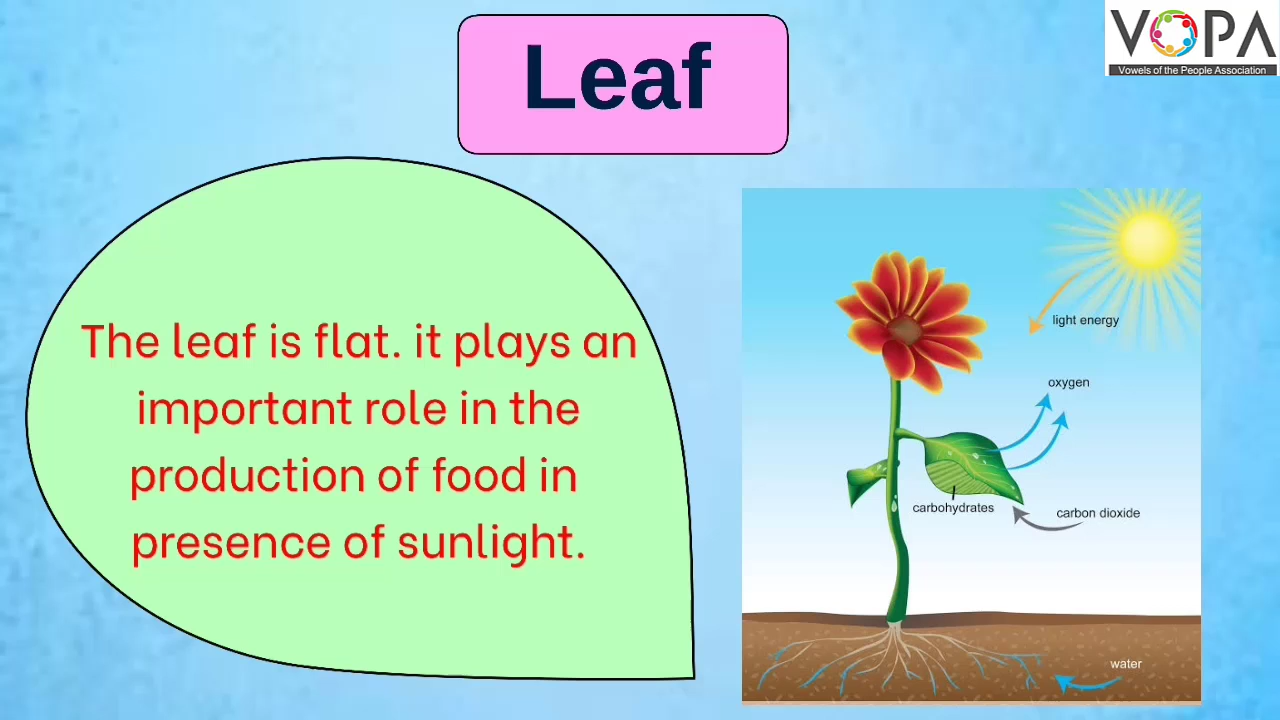 Leaf
VOPA
Vowels of the People Association
The leaf is flat. it plays an
important role in the
production of food in
presence of sunlight.
light energy
oxygen
carbohydrates
carbon dioxide
water